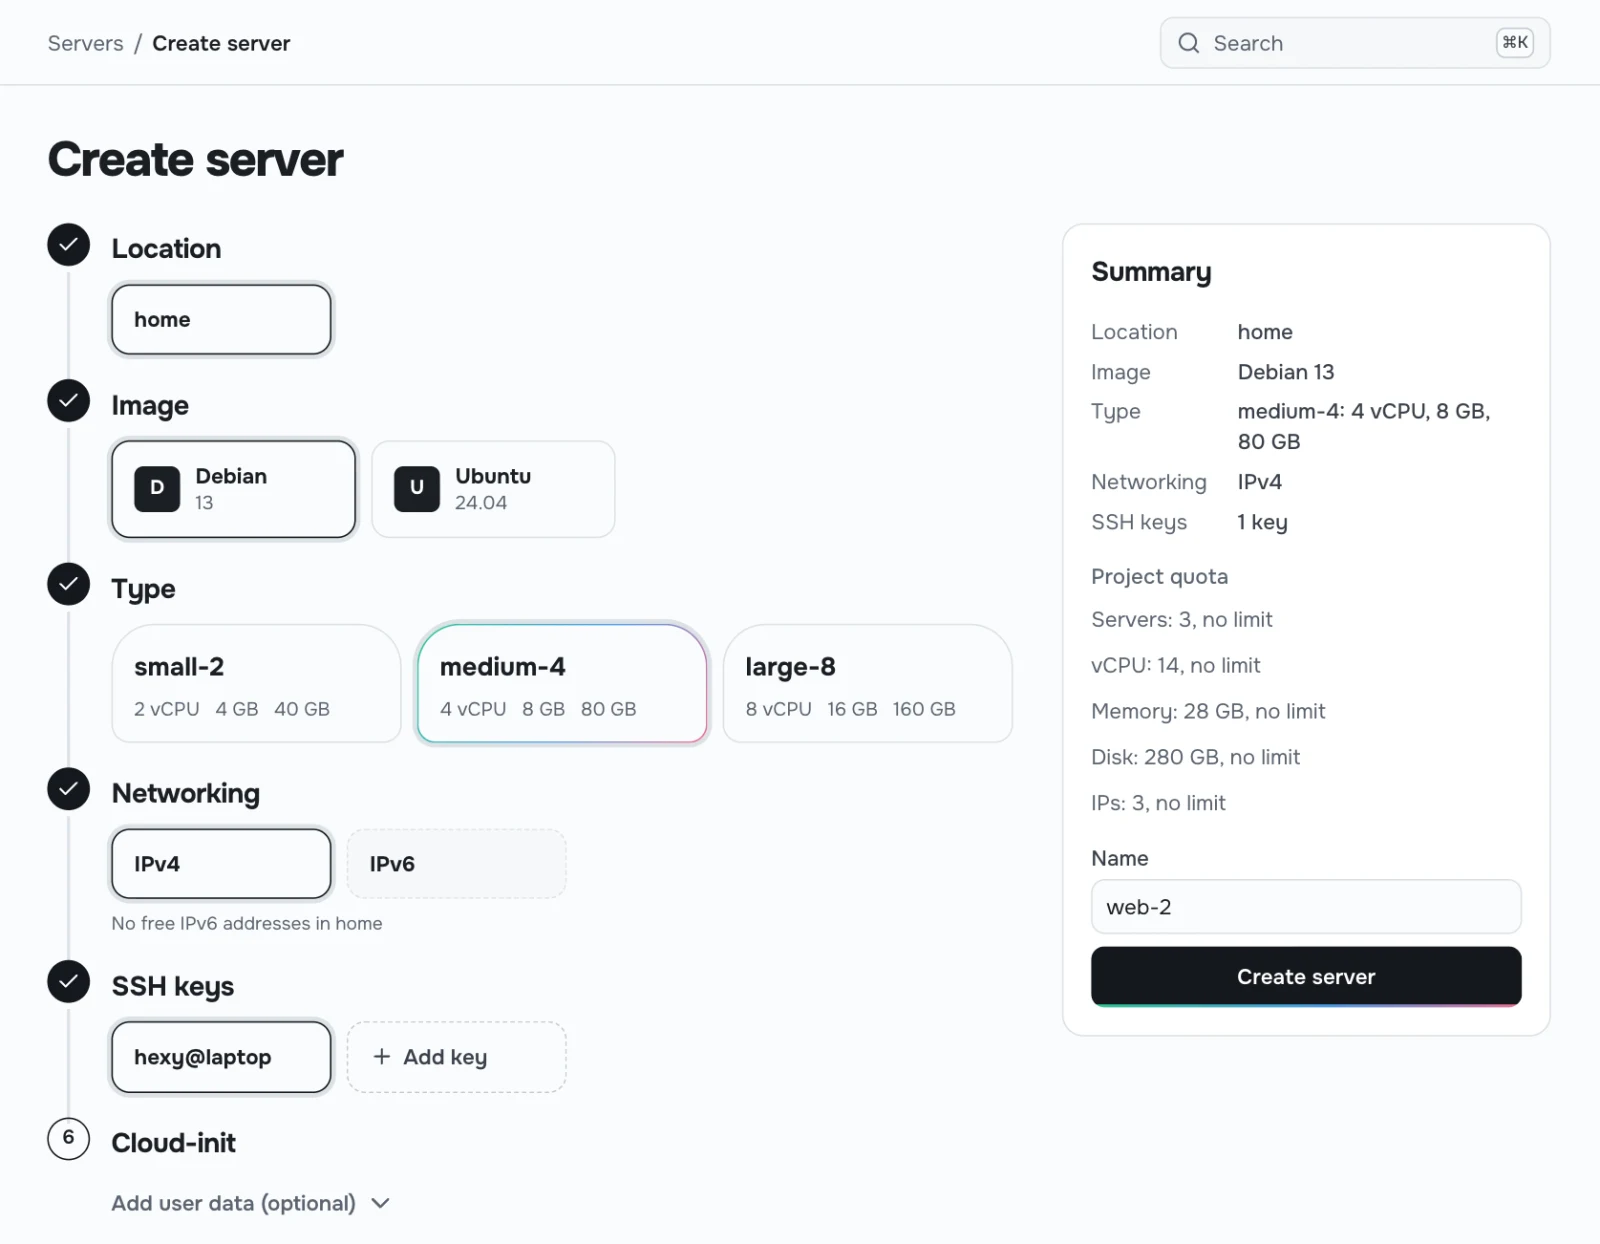 Servers / Create server
Search
⌘K
Create server
Location
home
Image
D
Debian
13
U
Ubuntu
24.04
Type
small-2
2 vCPU 4 GB 40 GB
medium-4
4 vCPU 8 GB 80 GB
large-8
8 vCPU 16 GB 160 GB
Networking
IPv4
IPv6
No free IPv6 addresses in home
SSH keys
hexy@laptop
+ Add key
6
Cloud-init
Add user data (optional)
Summary
Location home
Image Debian 13
Type medium-4: 4 vCPU, 8 GB,
80 GB
Networking IPv4
SSH keys 1 key
Project quota
Servers: 3, no limit
vCPU: 14, no limit
Memory: 28 GB, no limit
Disk: 280 GB, no limit
IPs: 3, no limit
Name
web-2
Create server